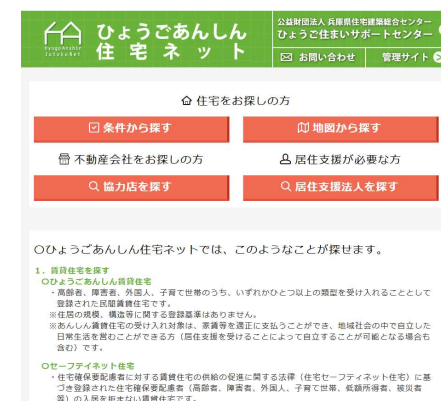 ひょうごあんしん
住宅ネット
HyogoAnshin
JutakuNet
公益財団法人 兵庫県住宅建築総合センター
ひょうご住まいサポートセンター
お問い合わせ
管理サイト
住宅をお探しの方
条件から探す
地図から探す
不動産会社をお探しの方
居住支援が必要な方
協力店を探す
居住支援法人を探す
〇ひょうごあんしん住宅ネットでは、このようなことが探せます。
１．賃貸住宅を探す
〇ひょうごあんしん賃貸住宅
・高齢者、障害者、外国人、子育て世帯のうち、いずれかひとつ以上の類型を受け入れることとして
登録された民間賃貸住宅です。
※住居の規模、構造等に関する登録基準はありません。
※あんしん賃貸住宅の受け入れ対象は、家賃等を適正に支払うことができ、地域社会の中で自立した
日常生活を営むことができる方（居住支援を受けることによって自立することが可能となる場合も
含む）です。
〇セーフティネット住宅
・住宅確保要配慮者に対する賃貸住宅の供給の促進に関する法律（住宅セーフティネット法）に基
づき登録された住宅確保要配慮者（高齢者、障害者、外国人、子育て世帯、低額所得者、被災者
等）の入居を拒まない賃貸住宅です。